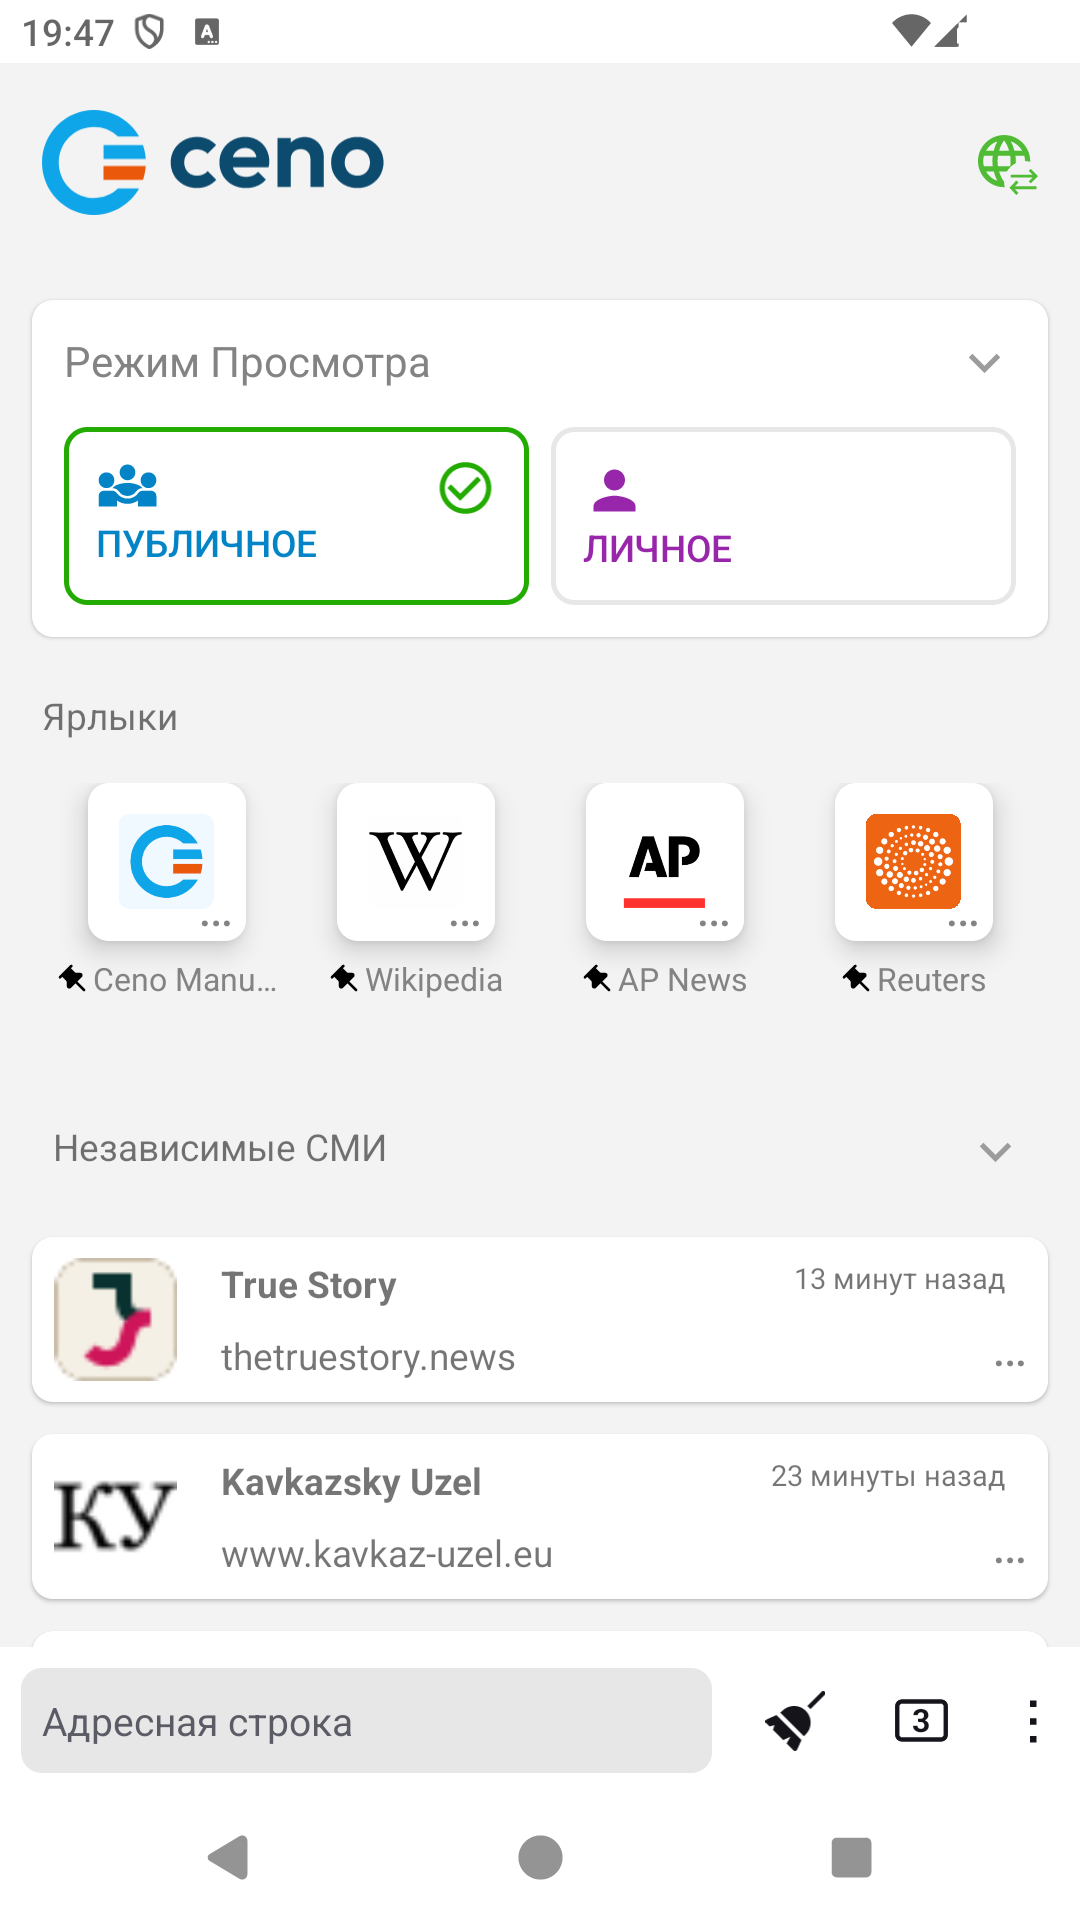 19:47
ceno
Режим Просмотра
ПУБЛИЧНОЕ
ЛИЧНОЕ
Ярлыки
W
AP
Ceno Manu...
Wikipedia
AP News
Reuters
Независимые СМИ
True Story
13 минут назад
thetruestory.news
КУ
Kavkazsky Uzel
23 минуты назад
www.kavkaz-uzel.eu
Адресная строка
3